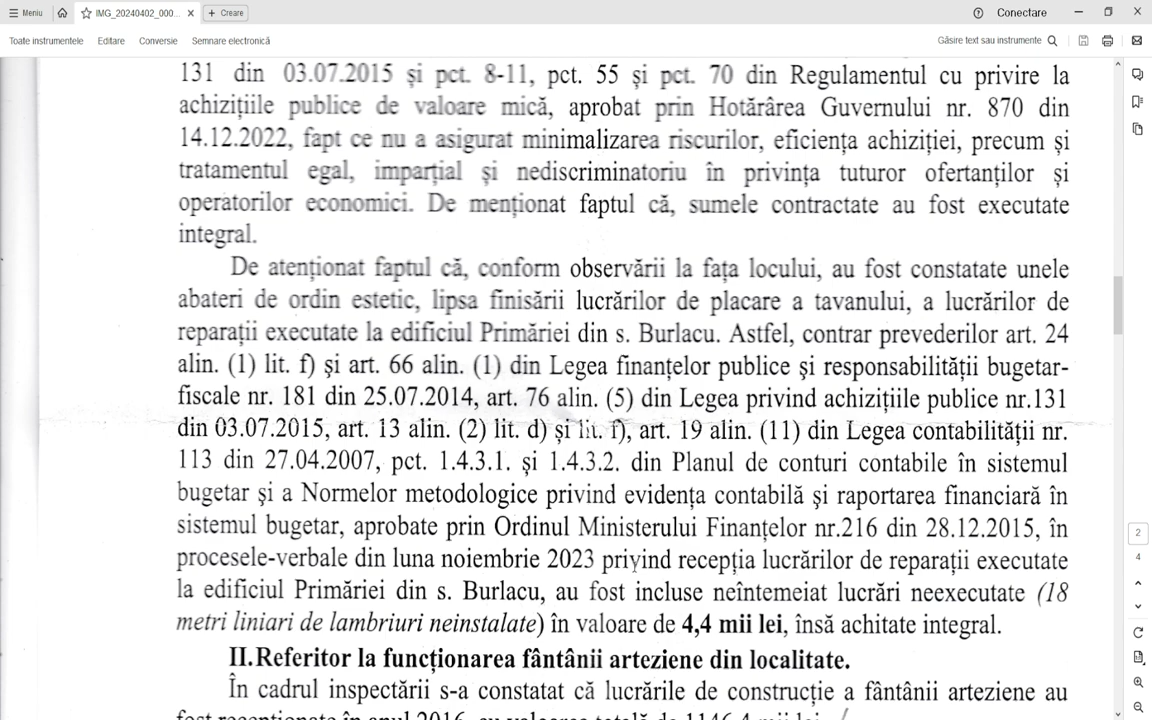 Meniu
IMG_20240402_000...
Creare
Conectare
Toate instrumentele
Editare
Conversie
Semnare electronică
Găsire text sau instrumente
131 din 03.07.2015 și pct. 8-11, pct. 55 și pct. 70 din Regulamentul cu privire la
achizițiile publice de valoare mică, aprobat prin Hotărârea Guvernului nr. 870 din
14.12.2022, fapt ce nu a asigurat minimalizarea riscurilor, eficiența achiziției, precum și
tratamentul egal, imparțial și nediscriminatoriu în privința tuturor ofertanților și
operatorilor economici. De menționat faptul că, sumele contractate au fost executate
integral.
De atenționat faptul că, conform observării la fața locului, au fost constatate unele
abateri de ordin estetic, lipsa finisării lucrărilor de placare a tavanului, a lucrărilor de
reparații executate la edificiul Primăriei din s. Burlacu. Astfel, contrar prevederilor art. 24
alin. (1) lit. f) și art. 66 alin. (1) din Legea finanțelor publice și responsabilității bugetar-
fiscale nr. 181 din 25.07.2014, art. 76 alin. (5) din Legea privind achizițiile publice nr.131
din 03.07.2015, art. 13 alin. (2) lit. d) și lit. f), art. 19 alin. (11) din Legea contabilității nr.
113 din 27.04.2007, pct. 1.4.3.1. și 1.4.3.2. din Planul de conturi contabile în sistemul
bugetar și a Normelor metodologice privind evidența contabilă și raportarea financiară în
sistemul bugetar, aprobate prin Ordinul Ministerului Finanțelor nr.216 din 28.12.2015, în
procesele-verbale din luna noiembrie 2023 privind recepția lucrărilor de reparații executate
la edificiul Primăriei din s. Burlacu, au fost incluse neîntemeiat lucrări neexecutate (18
metri liniari de lambriuri neinstalate) în valoare de 4,4 mii lei, însă achitate integral.
II.Referitor la funcționarea fântânii arteziene din localitate.
În cadrul inspectării s-a constatat că lucrările de construcție a fântânii arteziene au
fost recepționate în anul 2016, cu valoarea totală de 1146,4 mii lei
2
4